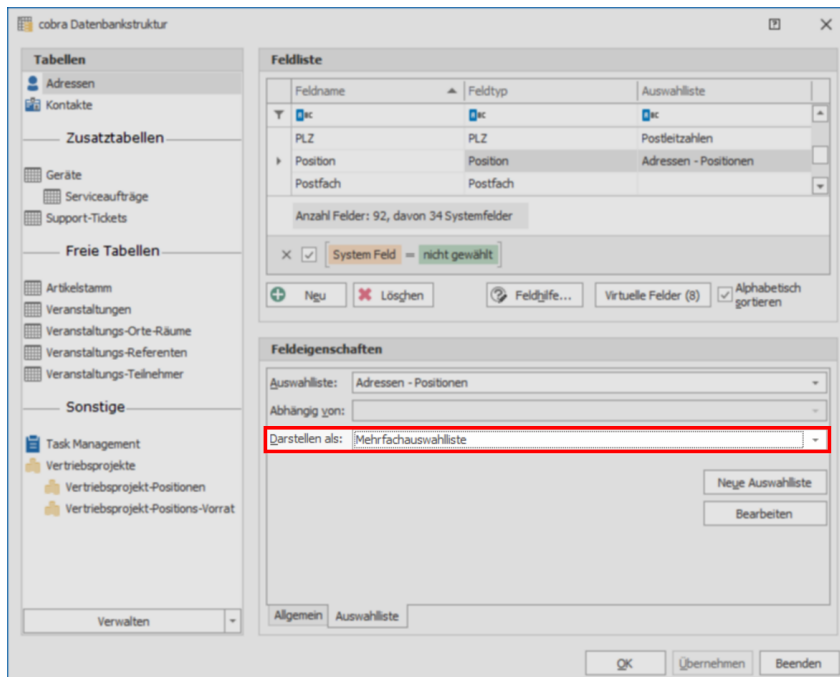 cobra Datenbankstruktur
Tabellen
Adressen
Kontakte
Zusatztabellen
Geräte
Serviceaufträge
Support-Tickets
Freie Tabellen
Artikelstamm
Veranstaltungen
Veranstaltungs-Orte-Räume
Veranstaltungs-Referenten
Veranstaltungs-Teilnehmer
Sonstige
Task Management
Vertriebsprojekte
Vertriebsprojekt-Positionen
Vertriebsprojekt-Positions-Vorrat
Verwalten
Feldliste
Feldname Feldtyp Auswahlliste
PLZ PLZ Postleitzahlen
Position Position Adressen - Positionen
Postfach Postfach
Anzahl Felder: 92, davon 34 Systemfelder
System Feld = nicht gewählt
Neu Löschen Feldhilfe... Virtuelle Felder (8) Alphabetisch
sortieren
Feldeigenschaften
Auswahlliste: Adressen - Positionen
Abhängig von:
Darstellen als: Mehrfachauswahlliste
Neue Auswahlliste
Bearbeiten
Allgemein Auswahlliste
OK Übernehmen Beenden